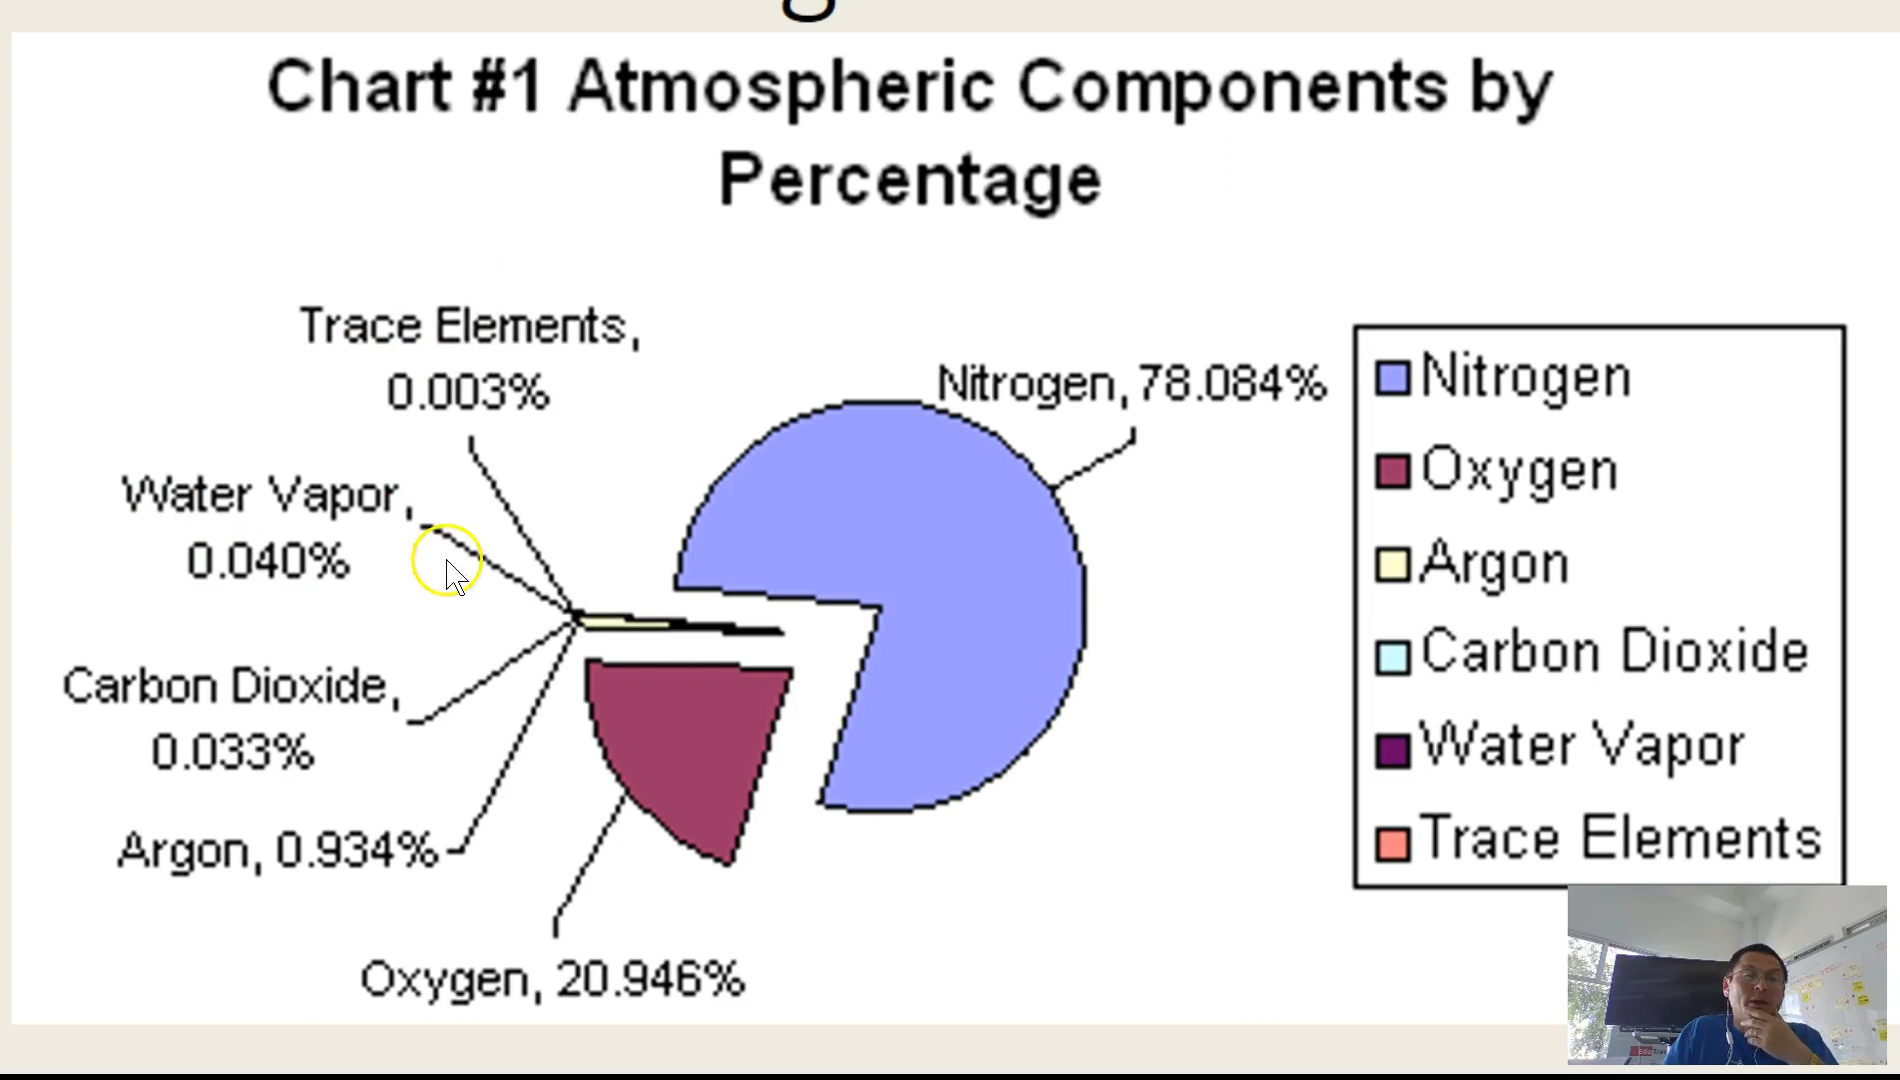 Chart #1 Atmospheric Components by
Percentage
Trace Elements,
0.003%
Nitrogen, 78.084%
Water Vapor,
0.040%
Carbon Dioxide,
0.033%
Argon, 0.934%
Oxygen, 20.946%
Nitrogen
Oxygen
Argon
Carbon Dioxide
Water Vapor
Trace Elements